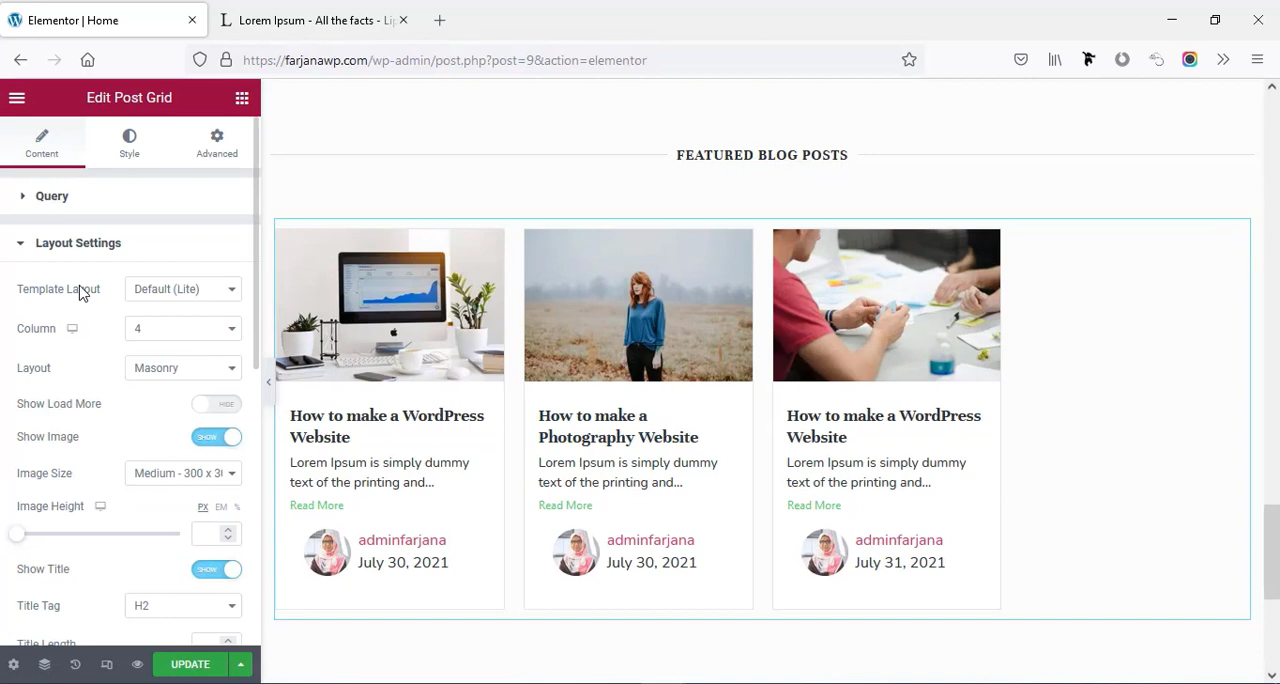 Elementor | Home
Lorem Ipsum - All the facts - Lip
https://farjanawp.com/wp-admin/post.php?post=9&action=elementor
Edit Post Grid
Content
Style
Advanced
Query
Layout Settings
Template Layout
Default (Lite)
Column
4
Layout
Masonry
Show Load More
HIDE
Show Image
SHOW
Image Size
Medium - 300 x 30
Image Height
PX EM %
Show Title
SHOW
Title Tag
H2
Title Length
UPDATE
FEATURED BLOG POSTS
How to make a WordPress
Website
Lorem Ipsum is simply dummy
text of the printing and...
Read More
adminfarjana
July 30, 2021
How to make a
Photography Website
Lorem Ipsum is simply dummy
text of the printing and...
Read More
adminfarjana
July 30, 2021
How to make a WordPress
Website
Lorem Ipsum is simply dummy
text of the printing and...
Read More
adminfarjana
July 31, 2021